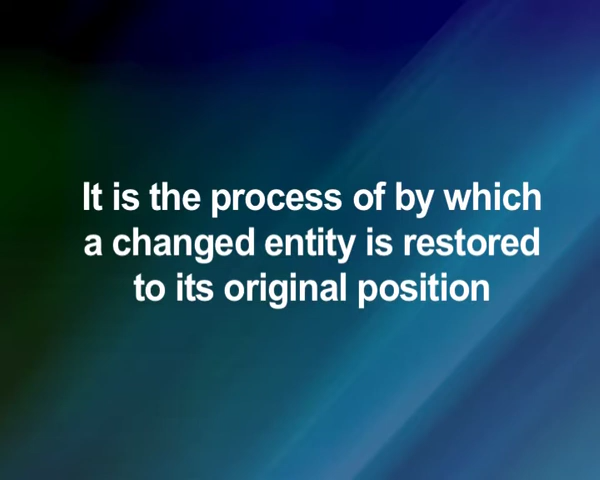 It is the process of by which
a changed entity is restored
to its original position